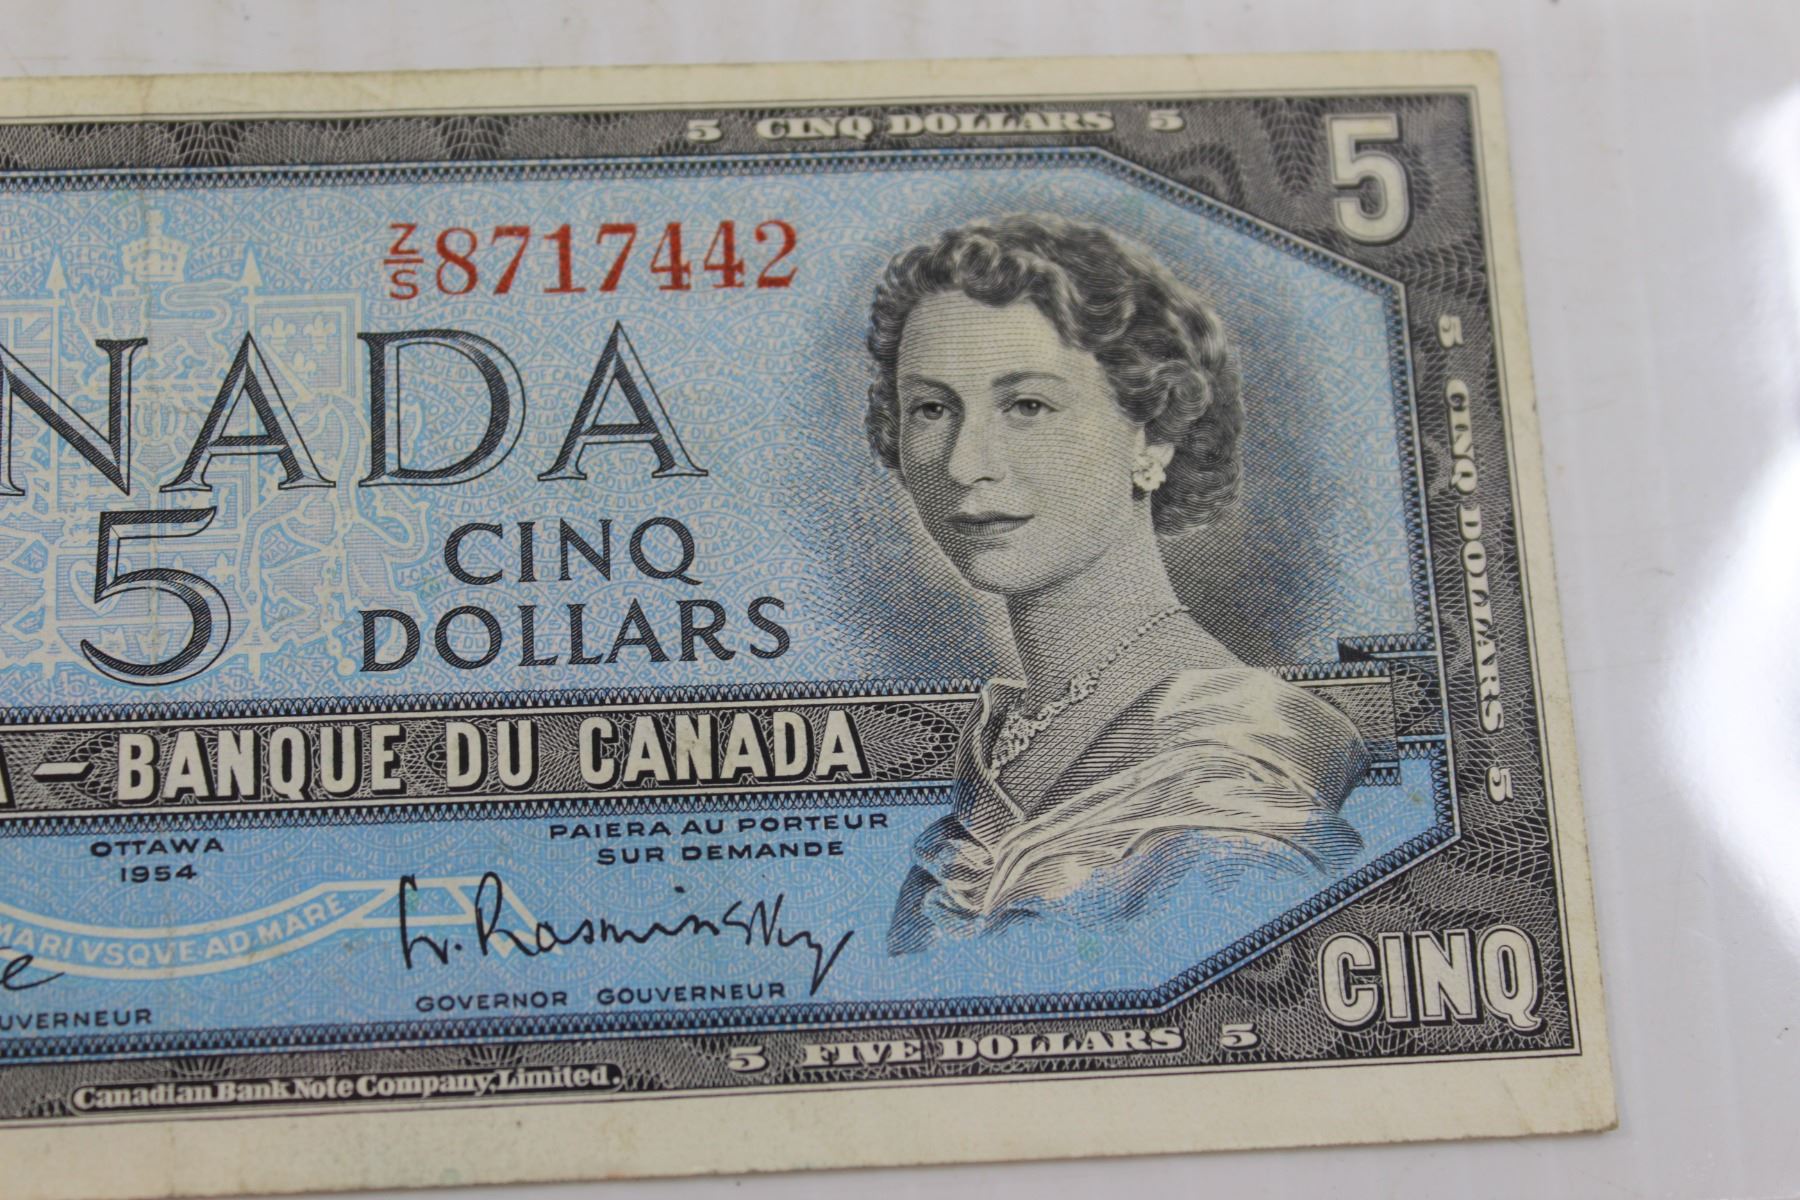 5 CINQ DOLLARS 5
5
Z/S 8717442
NADA
5 CINQ
DOLLARS
5 CINQ DOLLARS 5
– BANQUE DU CANADA
OTTAWA
1954
PAIERA AU PORTEUR
SUR DEMANDE
MARI VSQVE AD MARE
L. Rasminsky
GOVERNOR GOUVERNEUR
UVERNEUR
CINQ
5 FIVE DOLLARS 5
Canadian Bank Note Company, Limited.